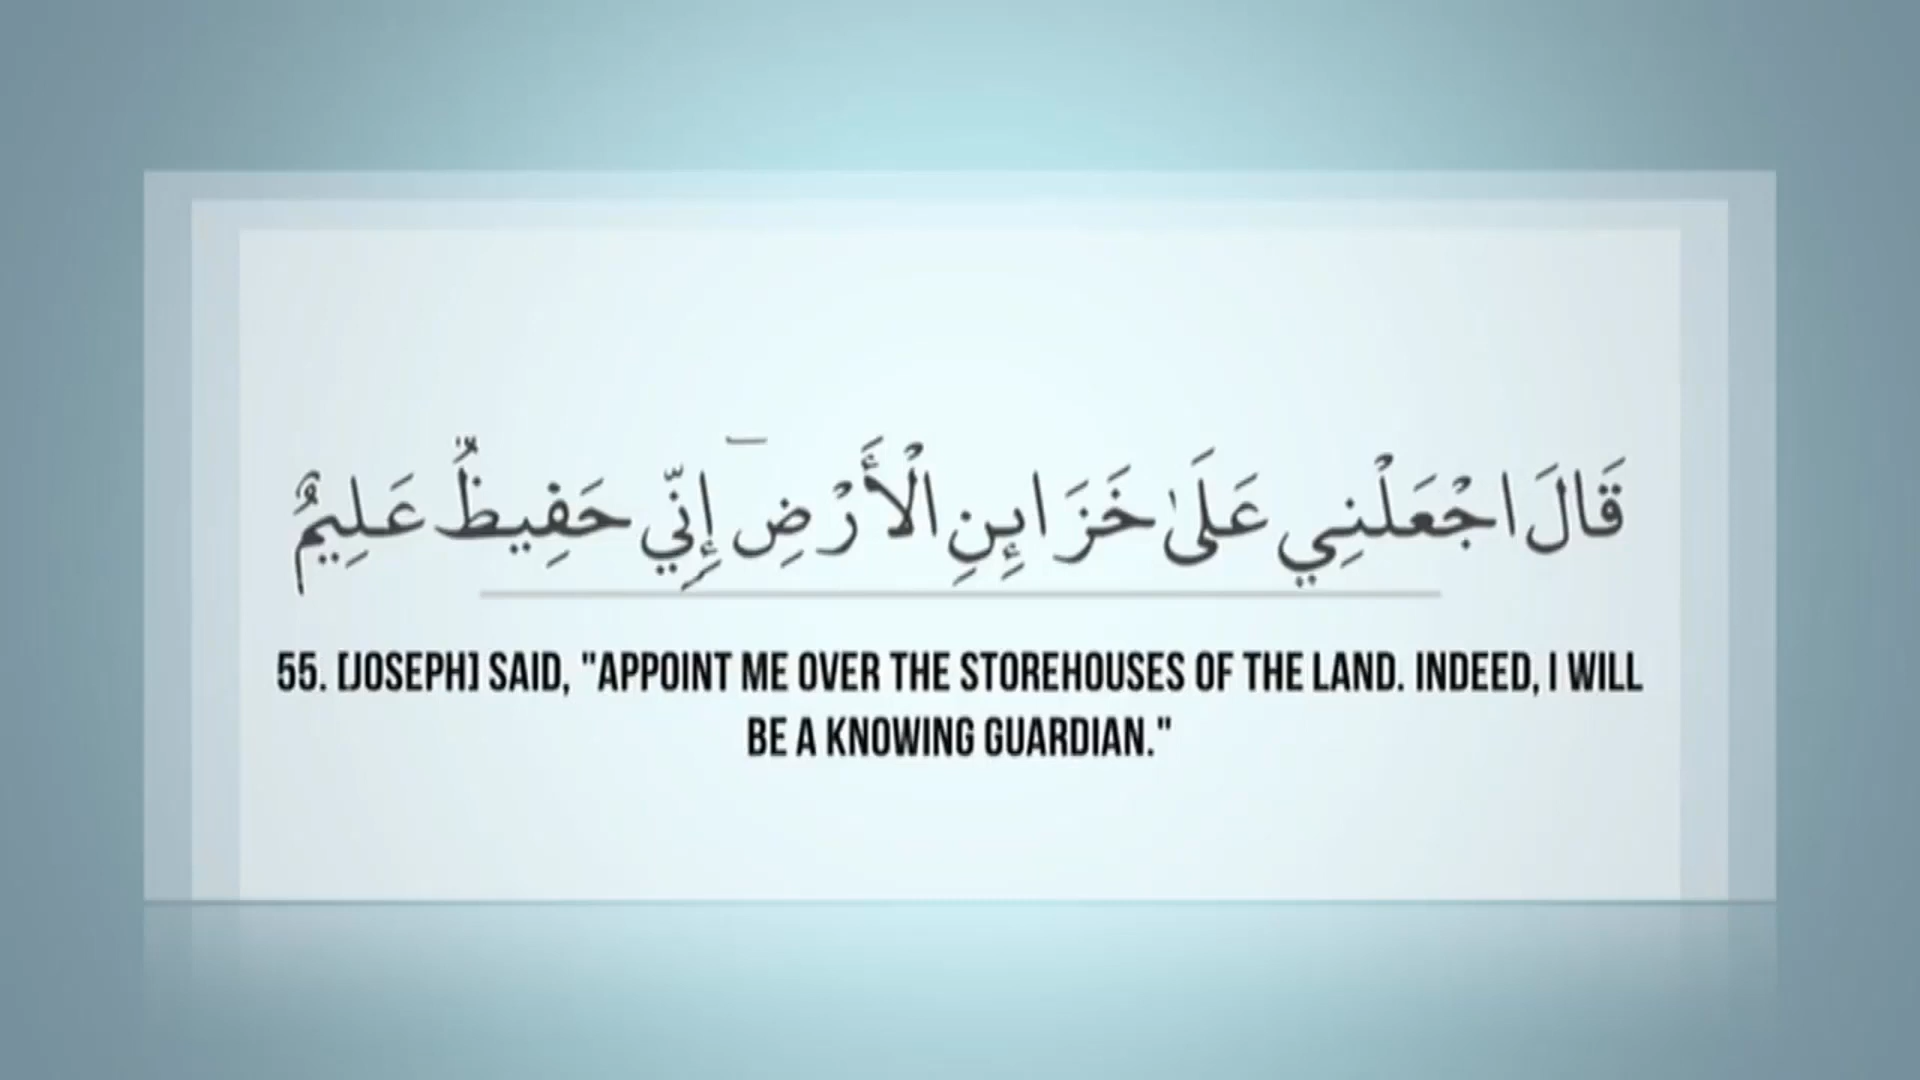 قَالَ اجْعَلْنِي عَلَىٰ خَزَائِنِ الْأَرْضِ ۖ إِنِّي حَفِيظٌ عَلِيمٌ
55. [JOSEPH] SAID, "APPOINT ME OVER THE STOREHOUSES OF THE LAND. INDEED, I WILL
BE A KNOWING GUARDIAN."